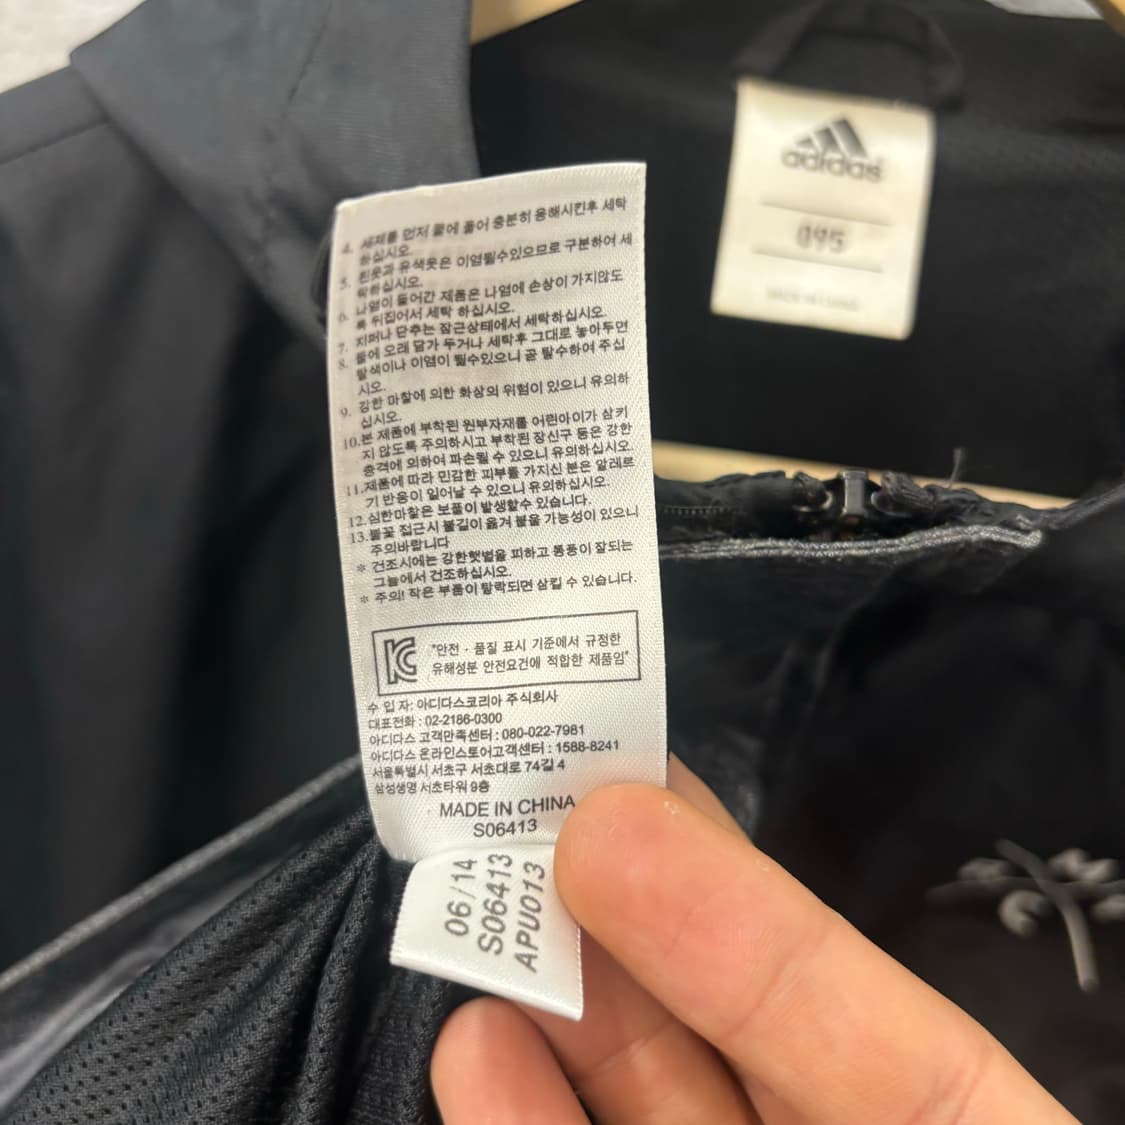 4. 세제를 먼저 물에 풀어 충분히 용해시킨후 세탁
하십시오.
5. 흰옷과 유색옷은 이염될수있으므로 구분하여 세
탁하십시오.
6. 나염이 들어간 제품은 나염에 손상이 가지않도
록 뒤집어서 세탁 하십시오.
7. 지퍼나 단추는 잠근상태에서 세탁하십시오.
8. 물에 오래 담가 두거나 세탁후 그대로 놓아두면
탈색이나 이염이 될수있으니 곧 탈수하여 주십
시오.
9. 강한 마찰에 의한 화상의 위험이 있으니 유의하
십시오.
10.본 제품에 부착된 원부자재를 어린아이가 삼키
지 않도록 주의하시고 부착된 장신구 등은 강한
충격에 의하여 파손될 수 있으니 유의하십시오.
11.제품에 따라 민감한 피부를 가지신 분은 알레르
기 반응이 일어날 수 있으니 유의하십시오.
12.심한마찰은 보풀이 발생할수 있습니다.
13.불꽃 접근시 불길이 옮겨 붙을 가능성이 있으니
주의바랍니다
* 건조시에는 강한햇볕을 피하고 통풍이 잘되는
그늘에서 건조하십시오.
* 주의! 작은 부품이 탈락되면 삼킬 수 있습니다.
"안전 · 품질 표시 기준에서 규정한
유해성분 안전요건에 적합한 제품임"
수 입 자: 아디다스코리아 주식회사
대표전화 : 02-2186-0300
아디다스 고객만족센터 : 080-022-7981
아디다스 온라인스토어고객센터 : 1588-8241
서울특별시 서초구 서초대로 74길 4
삼성생명 서초타워 9층
MADE IN CHINA
S06413
06/14
S06413
APU013
adidas
095